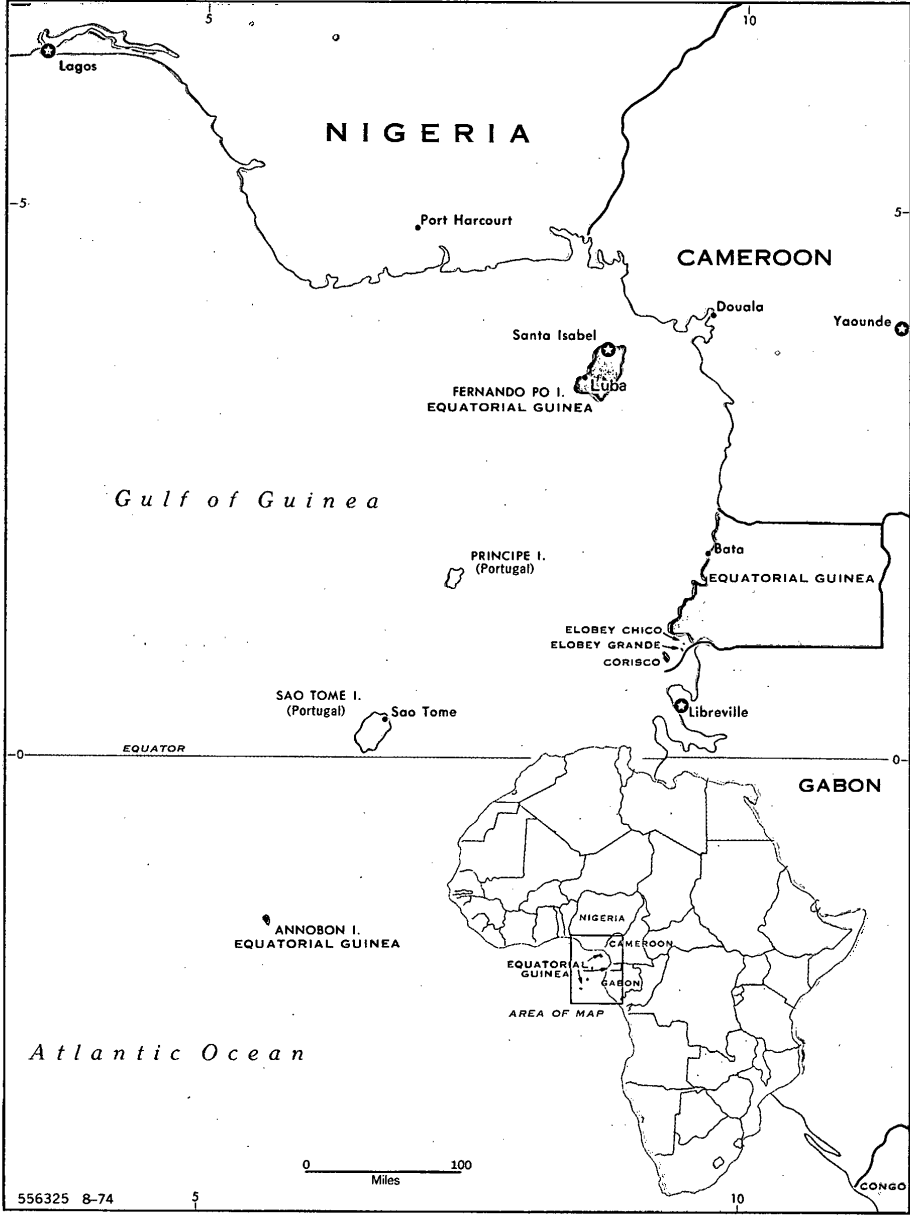 5
10
Lagos
NIGERIA
–5
5–
Port Harcourt
CAMEROON
Douala
Yaounde
Santa Isabel
Luba
FERNANDO PO I.
EQUATORIAL GUINEA
Gulf of Guinea
PRINCIPE I.
(Portugal)
Bata
EQUATORIAL GUINEA
ELOBEY CHICO
ELOBEY GRANDE
CORISCO
SAO TOME I.
(Portugal)
Sao Tome
Libreville
–0
EQUATOR
0–
GABON
ANNOBON I.
EQUATORIAL GUINEA
NIGERIA
CAMEROON
EQUATORIAL
GUINEA
GABON
AREA OF MAP
Atlantic Ocean
0
100
Miles
CONGO
556325 8–74
5
10